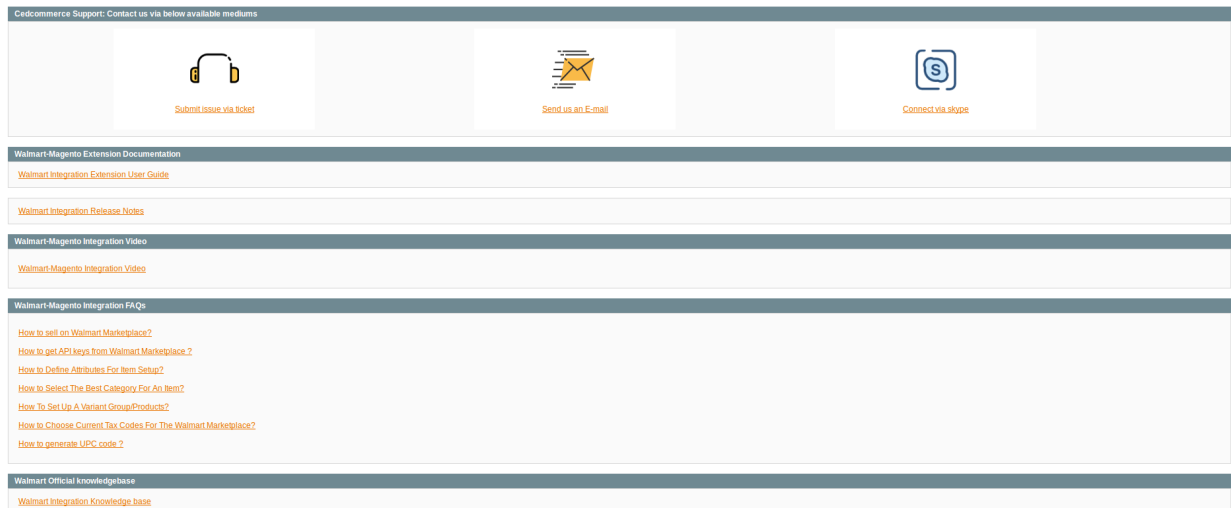 Cedcommerce Support: Contact us via below available mediums
Submit issue via ticket
Send us an E-mail
Connect via skype
Walmart-Magento Extension Documentation
Walmart Integration Extension User Guide
Walmart Integration Release Notes
Walmart-Magento Integration Video
Walmart-Magento Integration Video
Walmart-Magento Integration FAQs
How to sell on Walmart Marketplace?
How to get API keys from Walmart Marketplace ?
How to Define Attributes For Item Setup?
How to Select The Best Category For An Item?
How To Set Up A Variant Group/Products?
How to Choose Current Tax Codes For The Walmart Marketplace?
How to generate UPC code ?
Walmart Official knowledgebase
Walmart Integration Knowledge base